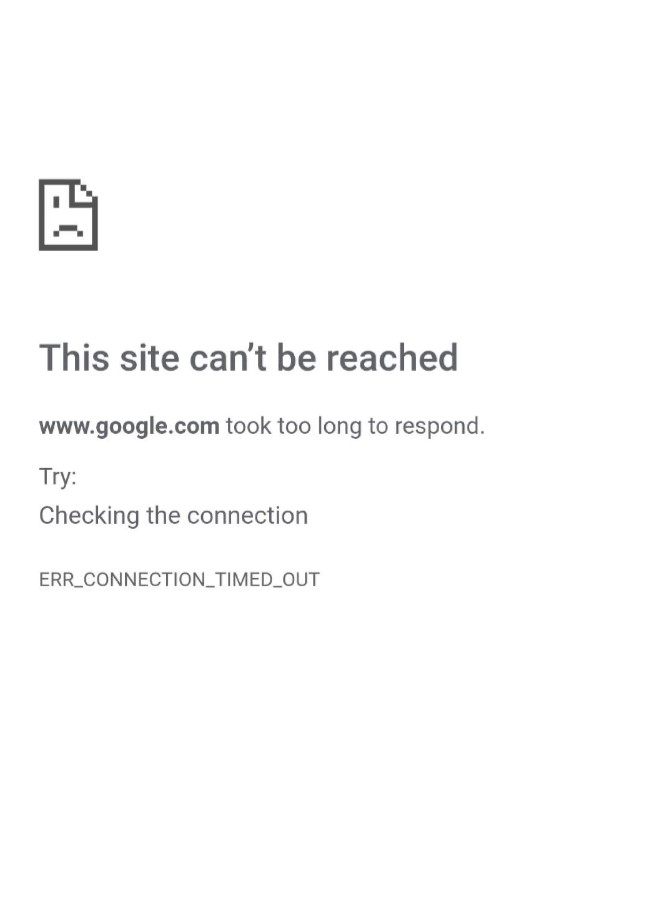 This site can’t be reached
www.google.com took too long to respond.
Try:
Checking the connection
ERR_CONNECTION_TIMED_OUT